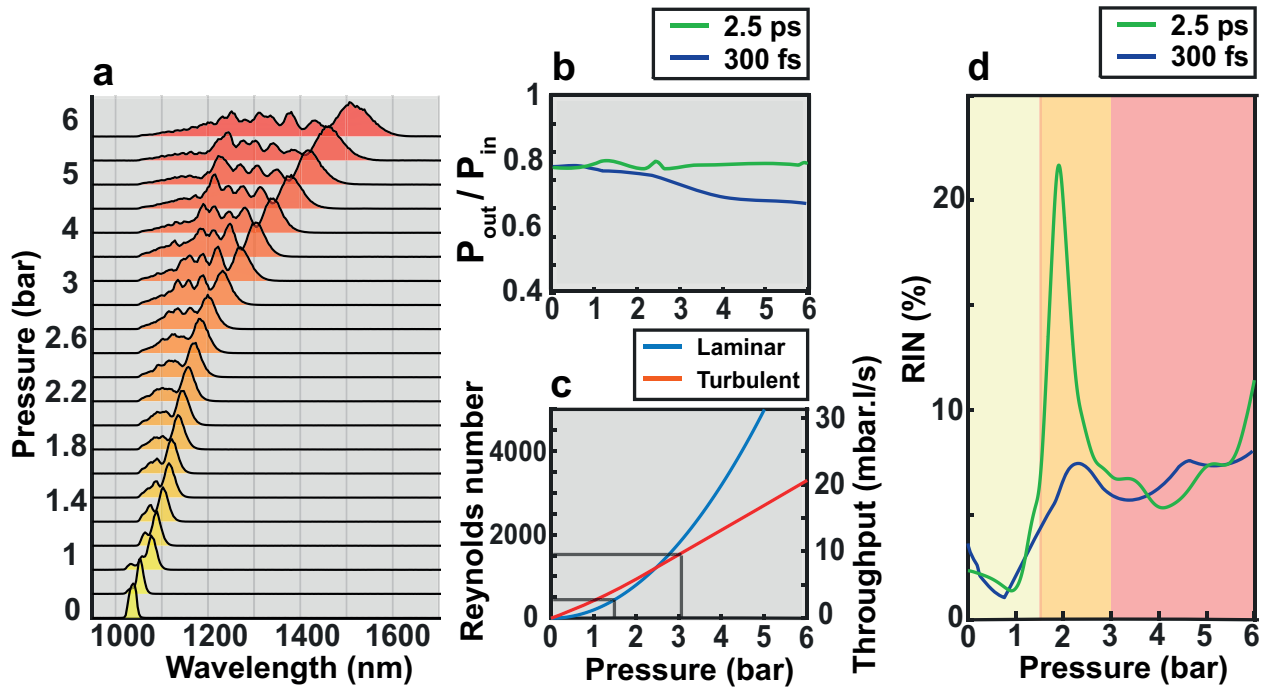 a
Pressure (bar)
6
5
4
3
2.6
2.2
1.8
1.4
1
0
1000
1200
1400
1600
Wavelength (nm)
2.5 ps
300 fs
b
P out / P in
1
0.8
0.6
0.4
0 1 2 3 4 5 6
Laminar
Turbulent
c
Reynolds number
4000
2000
0
30
20
10
0
Throughput (mbar.l/s)
0 1 2 3 4 5 6
Pressure (bar)
2.5 ps
300 fs
d
RIN (%)
20
10
0
0 1 2 3 4 5 6
Pressure (bar)